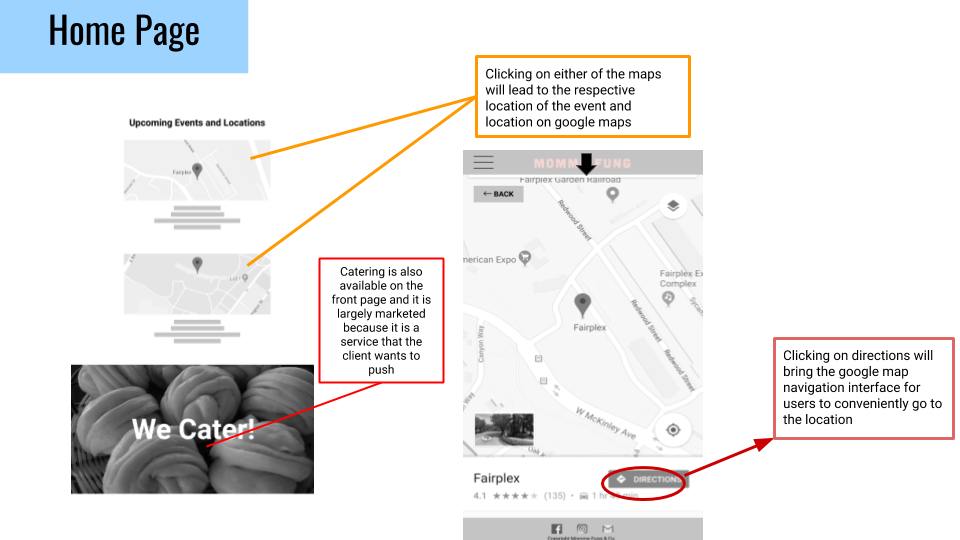 Home Page
Clicking on either of the maps
will lead to the respective
location of the event and
location on google maps
Upcoming Events and Locations
Fairplex
MOMM FUNG
Fairplex Garden Railroad
← BACK
Redwood Street
merican Expo
Fairplex Ex
Complex
Fairplex
Redwood Street
Redwood Street
Canyon Way
W McKinley Ave
Catering is also
available on the
front page and it is
largely marketed
because it is a
service that the
client wants to
push
We Cater!
Clicking on directions will
bring the google map
navigation interface for
users to conveniently go to
the location
Fairplex
DIRECTIONS
4.1 ★★★★★ (135) • 1 hr min
Copyright Momma Fung & Co.